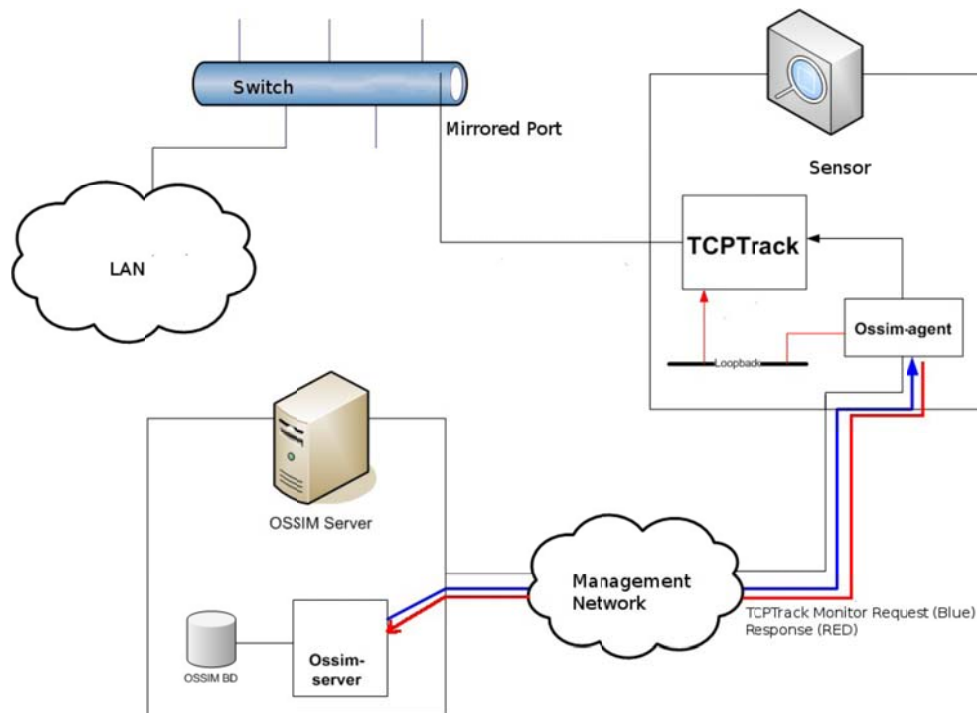 Switch
Mirrored Port
Sensor
LAN
TCPTrack
Ossim-agent
Loopback
OSSIM Server
Management
Network
TCPTrack Monitor Request (Blue)
Response (RED)
OSSIM BD
Ossim-
server